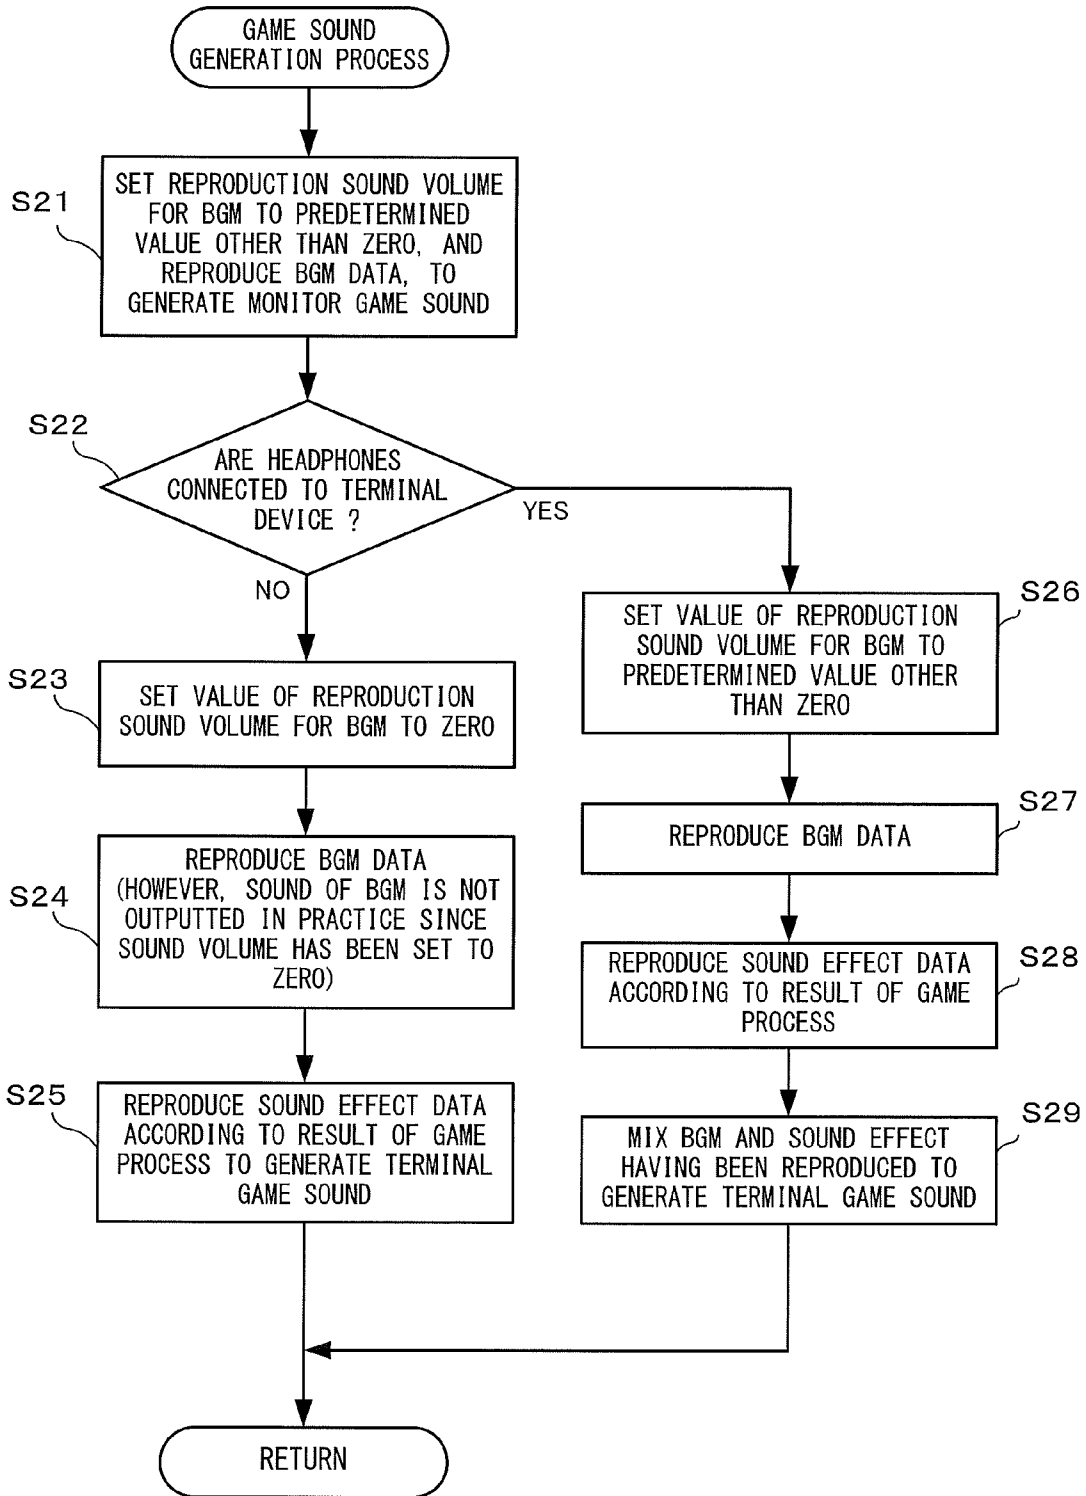 GAME SOUND
GENERATION PROCESS
S21
SET REPRODUCTION SOUND VOLUME
FOR BGM TO PREDETERMINED
VALUE OTHER THAN ZERO, AND
REPRODUCE BGM DATA, TO
GENERATE MONITOR GAME SOUND
S22
ARE HEADPHONES
CONNECTED TO TERMINAL
DEVICE ?
YES
NO
S23
SET VALUE OF REPRODUCTION
SOUND VOLUME FOR BGM TO ZERO
S24
REPRODUCE BGM DATA
(HOWEVER, SOUND OF BGM IS NOT
OUTPUTTED IN PRACTICE SINCE
SOUND VOLUME HAS BEEN SET TO
ZERO)
S25
REPRODUCE SOUND EFFECT DATA
ACCORDING TO RESULT OF GAME
PROCESS TO GENERATE TERMINAL
GAME SOUND
S26
SET VALUE OF REPRODUCTION
SOUND VOLUME FOR BGM TO
PREDETERMINED VALUE OTHER
THAN ZERO
S27
REPRODUCE BGM DATA
S28
REPRODUCE SOUND EFFECT DATA
ACCORDING TO RESULT OF GAME
PROCESS
S29
MIX BGM AND SOUND EFFECT
HAVING BEEN REPRODUCED TO
GENERATE TERMINAL GAME SOUND
RETURN